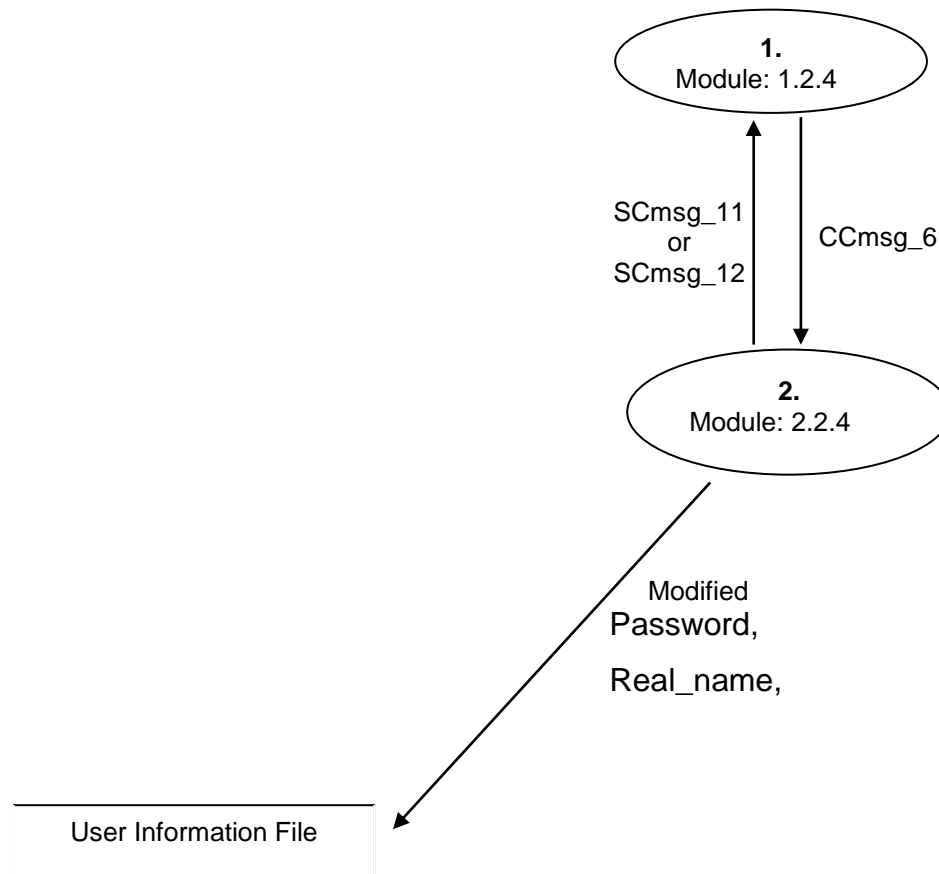 1.
Module: 1.2.4
SCmsg_11
or
SCmsg_12
CCmsg_6
2.
Module: 2.2.4
Modified
Password,
Real_name,
User Information File